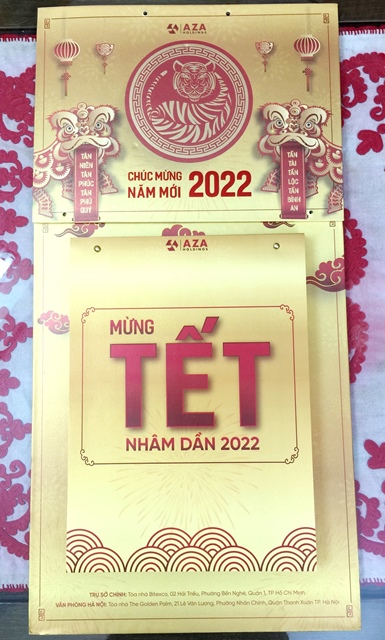 AZA
HOLDINGS
TÂN
NIÊN
TẤN
PHÚC
TẤN
PHÚ
QUÝ
CHÚC MỪNG
NĂM MỚI 2022
TẤN
TÀI
TẤN
LỘC
TẤN
BÌNH
AN
AZA
HOLDINGS
MỪNG
TẾT
NHÂM DẦN 2022
TRỤ SỞ CHÍNH: Tòa nhà Bitexco, 02 Hải Triều, Phường Bến Nghé, Quận 1, TP Hồ Chí Minh
VĂN PHÒNG HÀ NỘI: Tòa nhà The Golden Palm, 21 Lê Văn Lương, Phường Nhân Chính, Quận Thanh Xuân, TP. Hà Nội